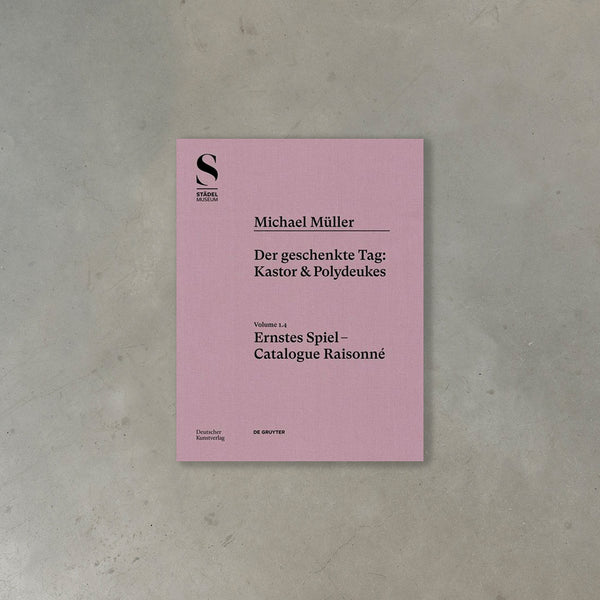 S
STÄDEL
MUSEUM
Michael Müller
Der geschenkte Tag:
Kastor & Polydeukes
Volume 1.4
Ernstes Spiel –
Catalogue Raisonné
Deutscher
Kunstverlag
DE GRUYTER